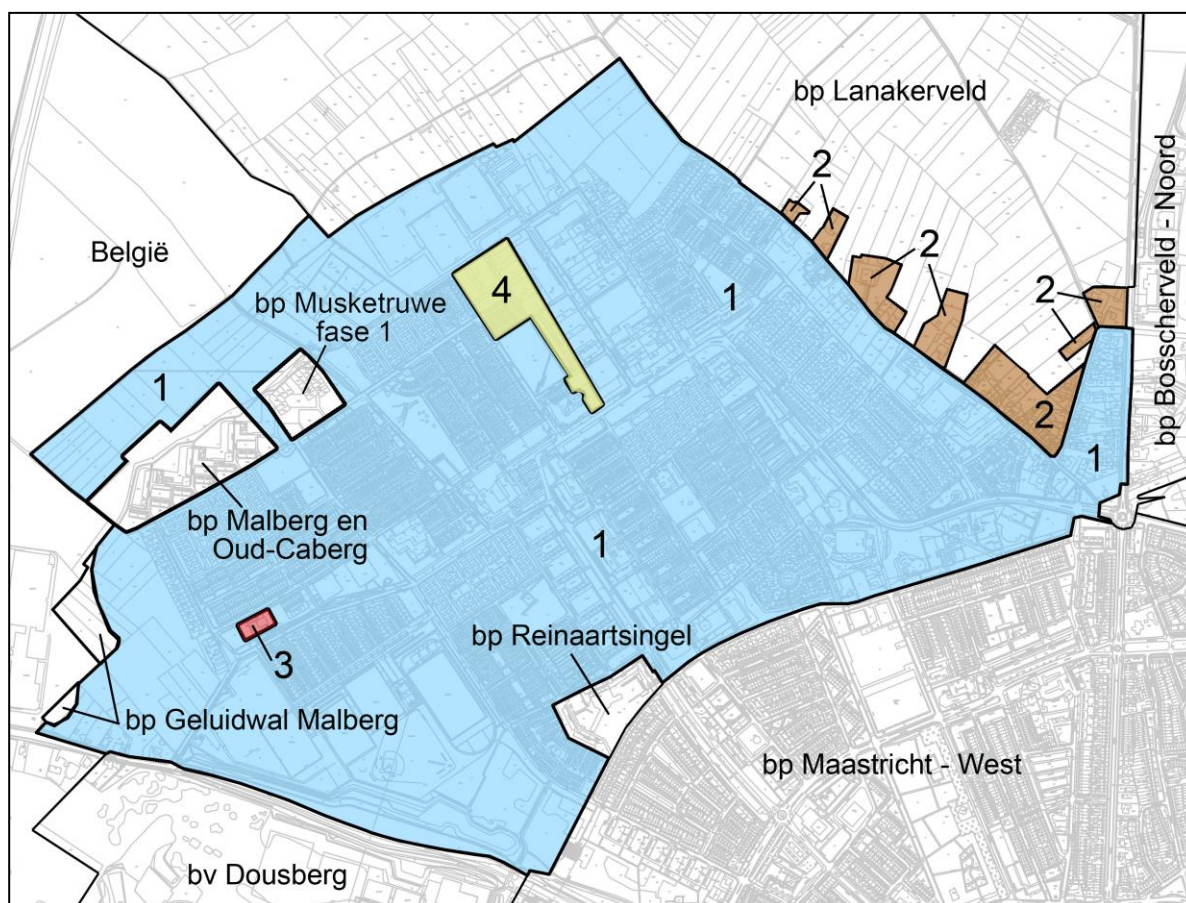 bp Lanakerveld
bp Bosscherveld - Noord
2
2
België
2
4
1
bp Musketruwe
fase 1
2
1
2
1
bp Malberg en
Oud-Caberg
1
bp Reinaartsingel
3
bp Geluidwal Malberg
bp Maastricht - West
bv Dousberg